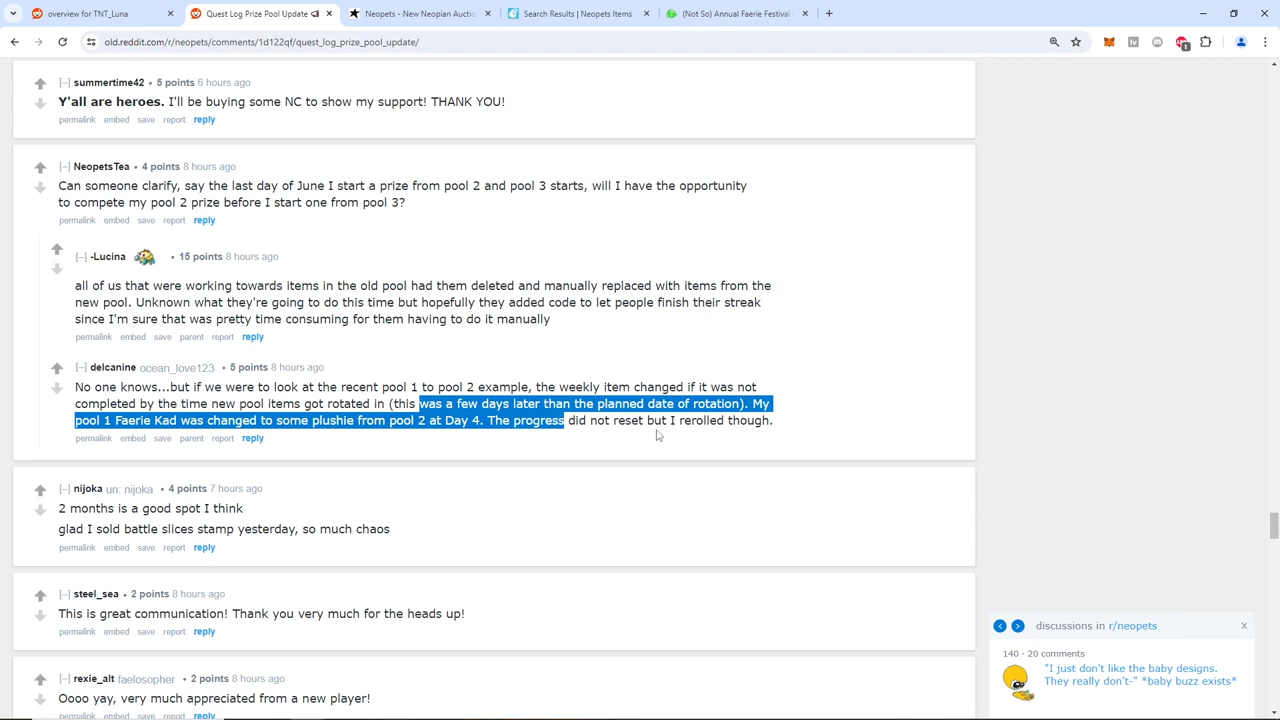 overview for TNT_Luna
Quest Log Prize Pool Update
Neopets - New Neopian Auctio
Search Results | Neopets Items
(Not So) Annual Faerie Festival
old.reddit.com/r/neopets/comments/1d122qf/quest_log_prize_pool_update/
[–] summertime42 • 5 points 6 hours ago
Y'all are heroes. I'll be buying some NC to show my support! THANK YOU!
permalink embed save report reply
[–] NeopetsTea • 4 points 8 hours ago
Can someone clarify, say the last day of June I start a prize from pool 2 and pool 3 starts, will I have the opportunity
to compete my pool 2 prize before I start one from pool 3?
permalink embed save report reply
[–] -Lucina • 15 points 8 hours ago
all of us that were working towards items in the old pool had them deleted and manually replaced with items from the
new pool. Unknown what they're going to do this time but hopefully they added code to let people finish their streak
since I'm sure that was pretty time consuming for them having to do it manually
permalink embed save parent report reply
[–] delcanine ocean_love123 • 5 points 8 hours ago
No one knows...but if we were to look at the recent pool 1 to pool 2 example, the weekly item changed if it was not
completed by the time new pool items got rotated in (this was a few days later than the planned date of rotation). My
pool 1 Faerie Kad was changed to some plushie from pool 2 at Day 4. The progress did not reset but I rerolled though.
permalink embed save parent report reply
[–] nijoka un: nijoka • 4 points 7 hours ago
2 months is a good spot I think
glad I sold battle slices stamp yesterday, so much chaos
permalink embed save report reply
[–] steel_sea • 2 points 8 hours ago
This is great communication! Thank you very much for the heads up!
permalink embed save report reply
[–] rexie_alt faelosopher • 2 points 8 hours ago
Oooo yay, very much appreciated from a new player!
permalink embed save report reply
discussions in r/neopets X
140 · 20 comments
"I just don't like the baby designs.
They really don't-" *baby buzz exists*